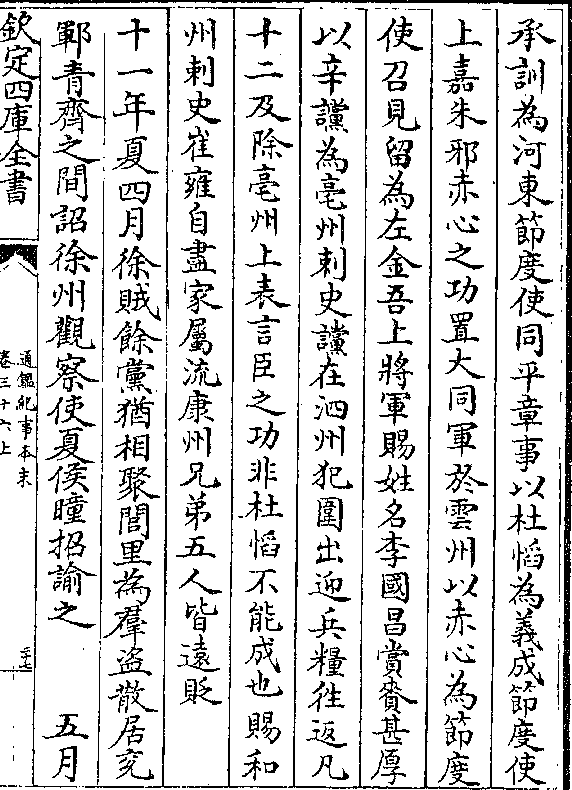 承訓為河東節度使同平章事以杜慆為義成節度使
上嘉朱邪赤心之功置大同軍於雲州以赤心為節度
使召見留為左金吾上將軍賜姓名李國昌賞賚甚厚
以辛讜為亳州刺史讜在泗州犯圍出迎兵糧往返凡
十二及除亳州上表言臣之功非杜慆不能成也賜和
州刺史崔雍自盡家屬流康州兄弟五人皆遠貶
十一年夏四月徐賊餘黨猶相聚閭里為羣盜散居兖
鄆青齊之間詔徐州觀察使夏侯瞳招諭之　五月
欽定四庫全書
通鑑紀事本末
卷三十六上
三十七